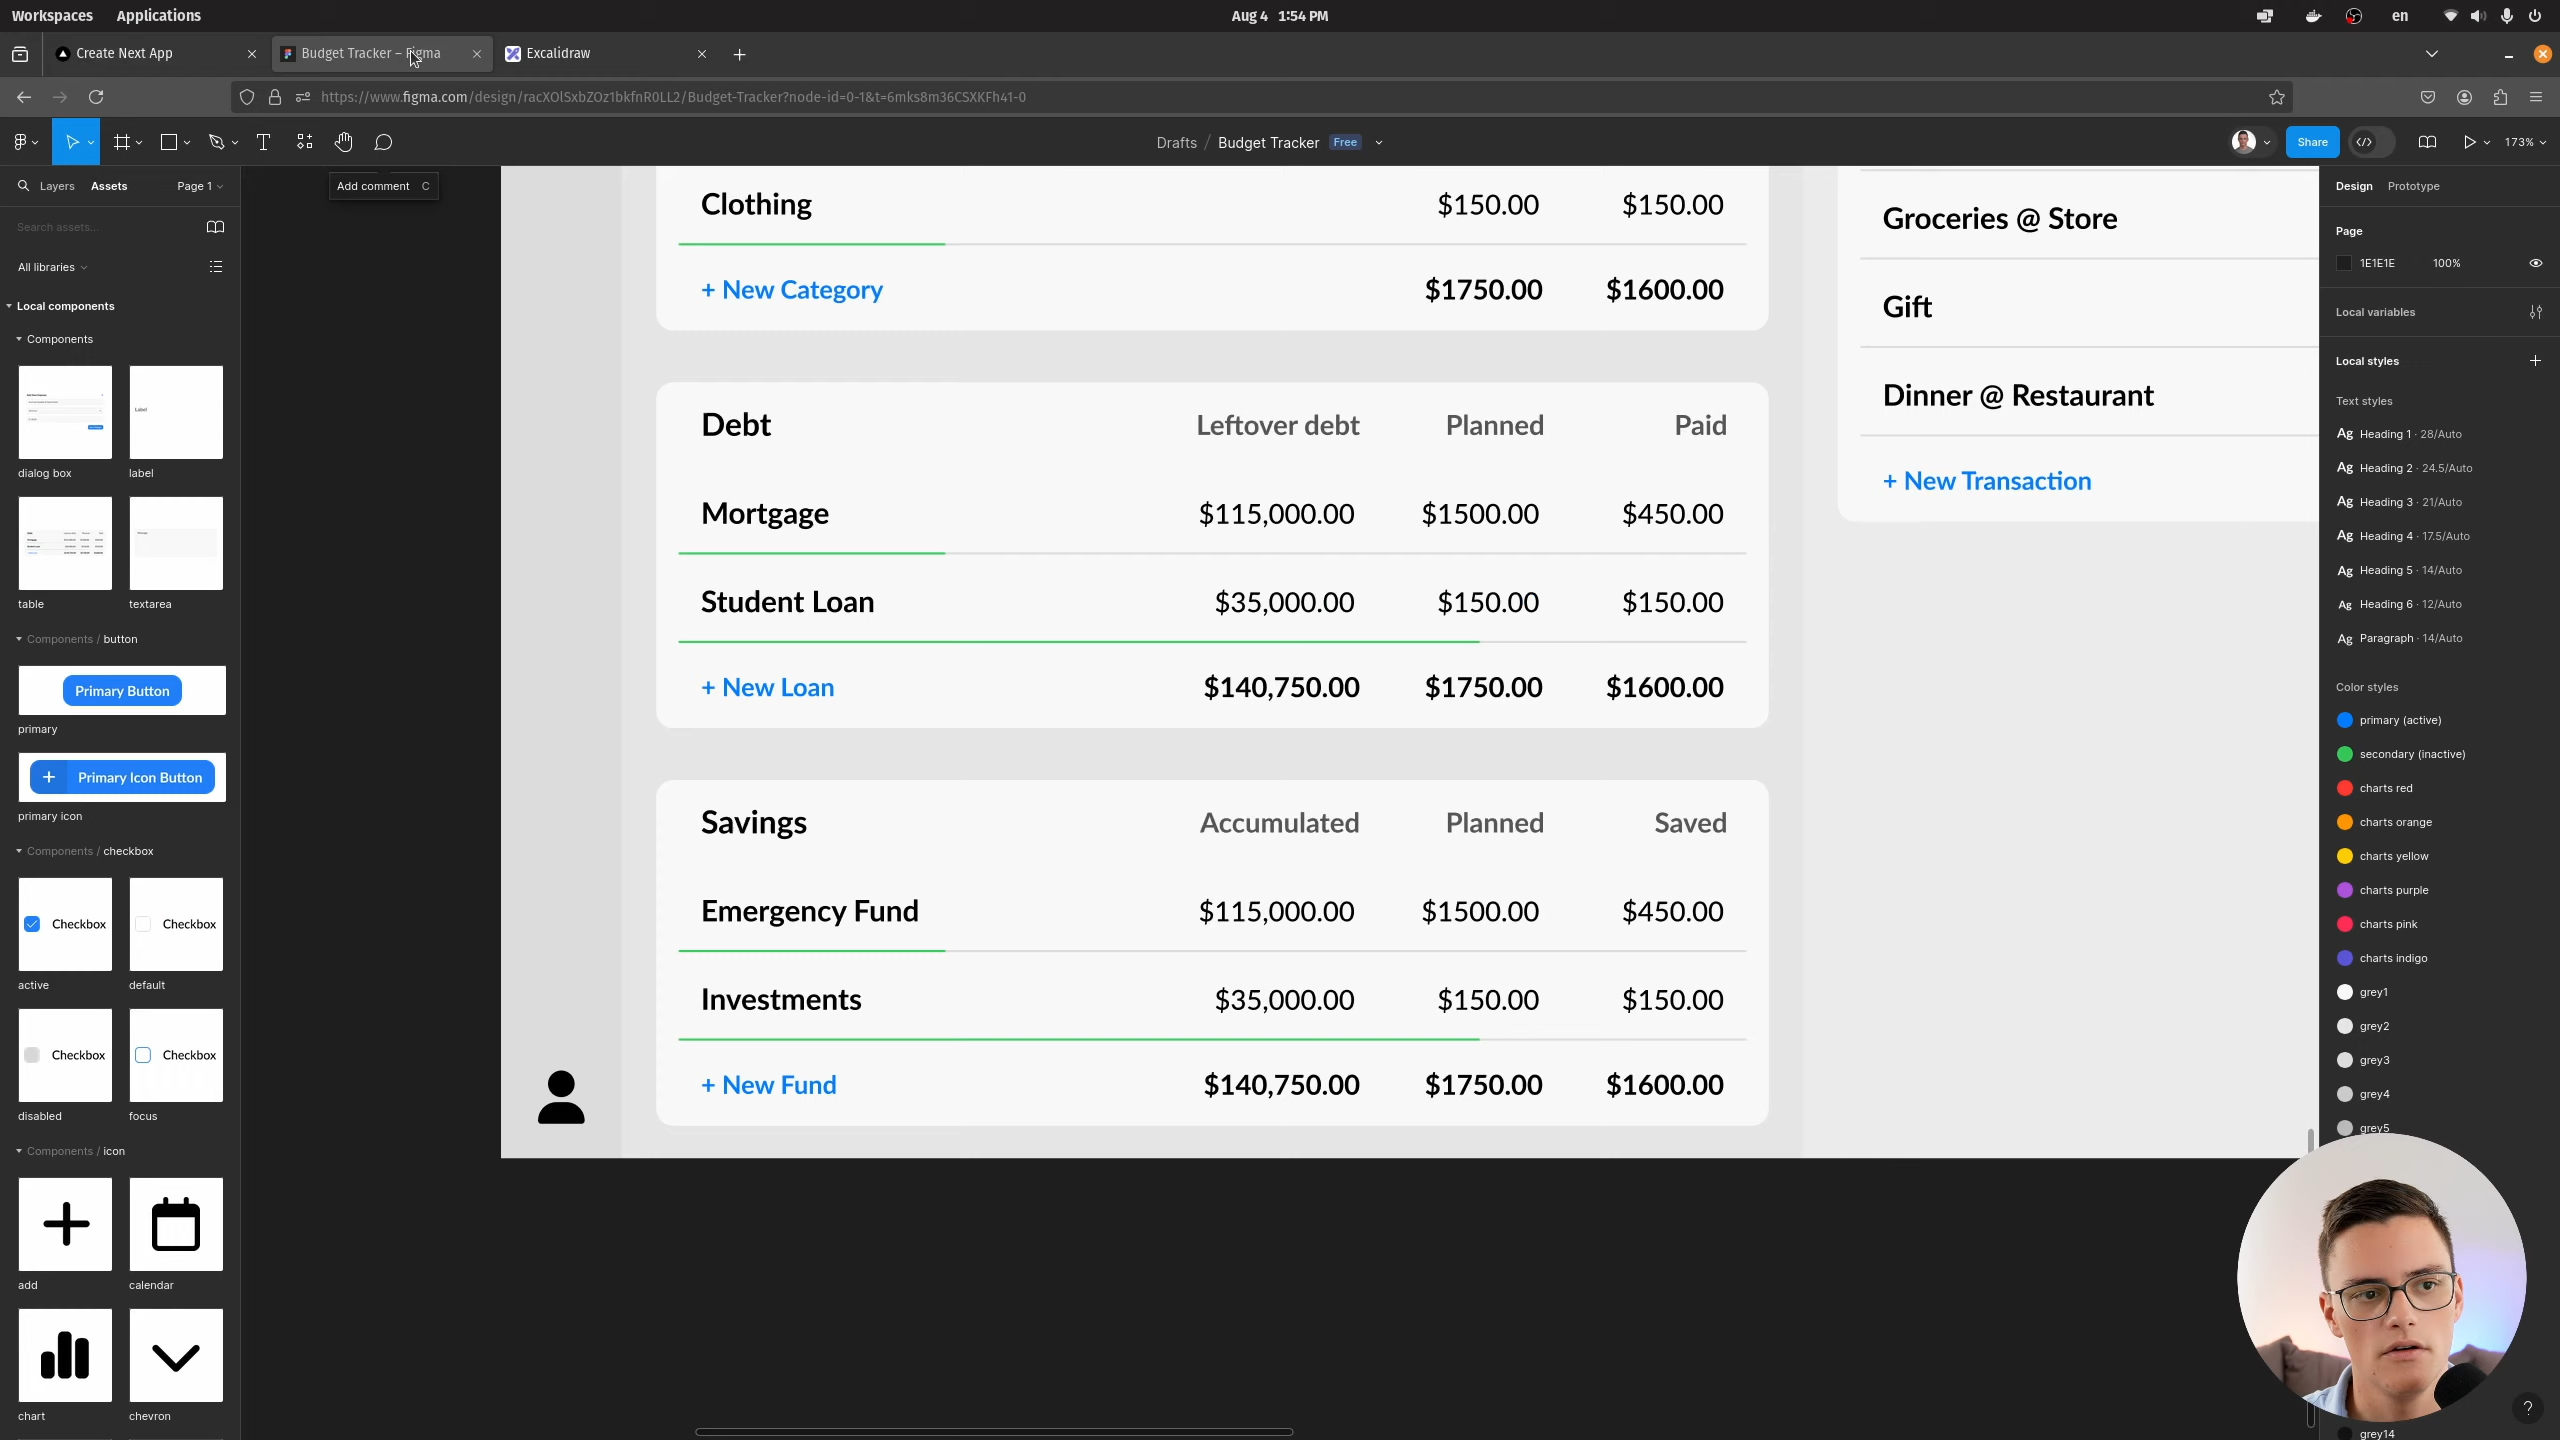 Workspaces Applications Aug 4 1:54 PM en
Create Next App Budget Tracker – Figma Excalidraw
https://www.figma.com/design/racXOlSxbZOz1bkfnR0LL2/Budget-Tracker?node-id=0-1&t=6mks8m36CSXKFh41-0
Drafts / Budget Tracker Free Share 173%
Layers Assets Page 1
Add comment C
Search assets...
All libraries
Local components
Components
dialog box label
Label
table textarea
Components / button
Primary Button
primary
Primary Icon Button
primary icon
Components / checkbox
Checkbox Checkbox
active default
Checkbox Checkbox
disabled focus
Components / icon
add calendar
chart chevron
Clothing $150.00 $150.00
+ New Category $1750.00 $1600.00
Debt Leftover debt Planned Paid
Mortgage $115,000.00 $1500.00 $450.00
Student Loan $35,000.00 $150.00 $150.00
+ New Loan $140,750.00 $1750.00 $1600.00
Savings Accumulated Planned Saved
Emergency Fund $115,000.00 $1500.00 $450.00
Investments $35,000.00 $150.00 $150.00
+ New Fund $140,750.00 $1750.00 $1600.00
Groceries @ Store
Gift
Dinner @ Restaurant
+ New Transaction
Design Prototype
Page
1E1E1E 100%
Local variables
Local styles
Text styles
Ag Heading 1 · 28/Auto
Ag Heading 2 · 24.5/Auto
Ag Heading 3 · 21/Auto
Ag Heading 4 · 17.5/Auto
Ag Heading 5 · 14/Auto
Ag Heading 6 · 12/Auto
Ag Paragraph · 14/Auto
Color styles
primary (active)
secondary (inactive)
charts red
charts orange
charts yellow
charts purple
charts pink
charts indigo
grey1
grey2
grey3
grey4
grey5
grey14
?